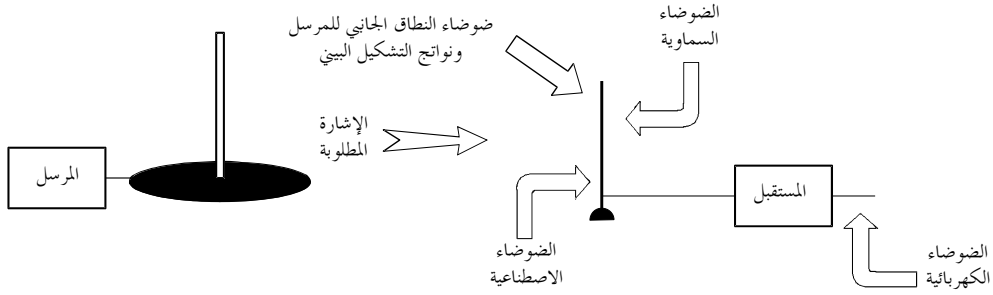 الضوضاء
السماوية
ضوضاء النطاق الجانبي للمرسل
ونواتج التشكيل البيني
الإشارة
المطلوبة
المرسل
المستقبل
الضوضاء
الاصطناعية
الضوضاء
الكهربائية